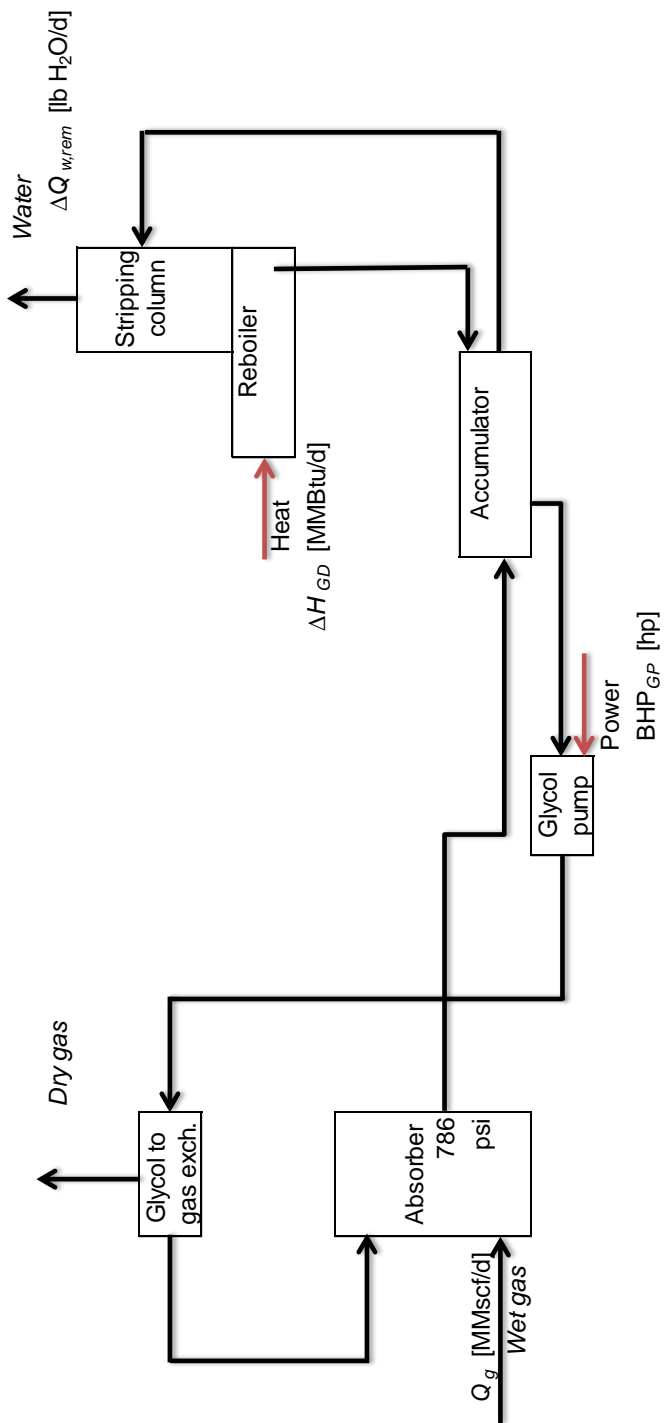 Water
ΔQ w,rem [lb H2O/d]
Dry gas
Stripping
column
Reboiler
Glycol to
gas exch.
Heat
ΔH GD [MMBtu/d]
Absorber
786
psi
Accumulator
Q g [MMscf/d]
Wet gas
Glycol
pump
Power
BHP GP [hp]